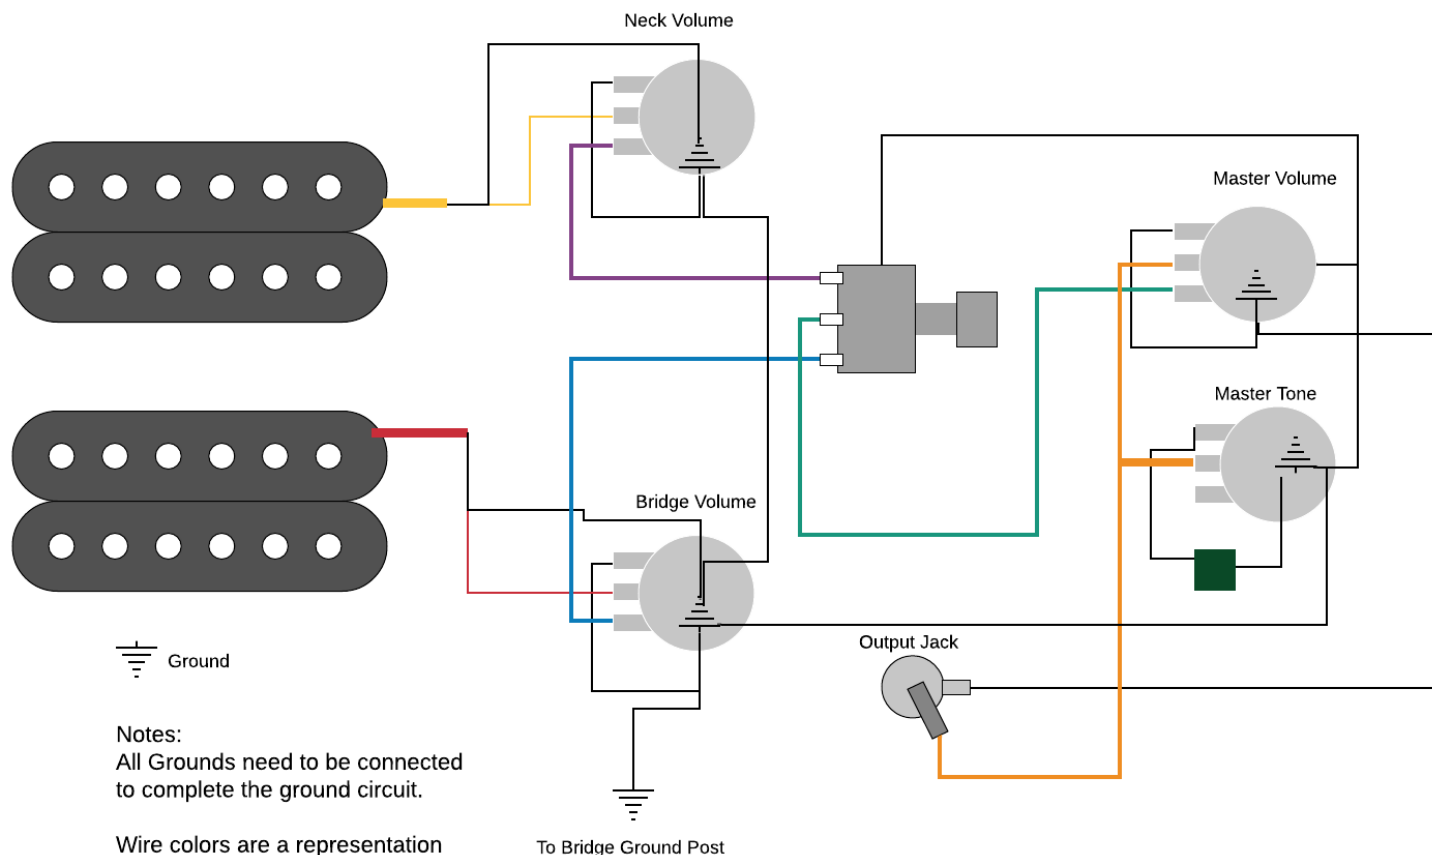 Neck Volume
Master Volume
Master Tone
Bridge Volume
Output Jack
Ground
Notes:
All Grounds need to be connected
to complete the ground circuit.
Wire colors are a representation
To Bridge Ground Post